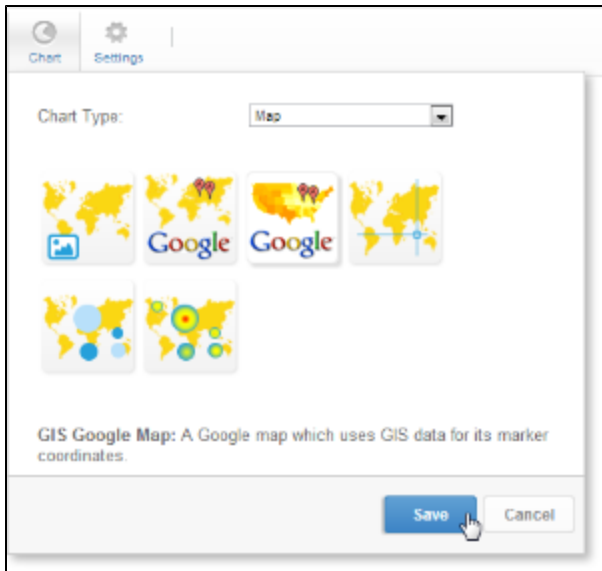 Chart
Settings
Chart Type:
Map
Google
Google
GIS Google Map: A Google map which uses GIS data for its marker
coordinates.
Save
Cancel